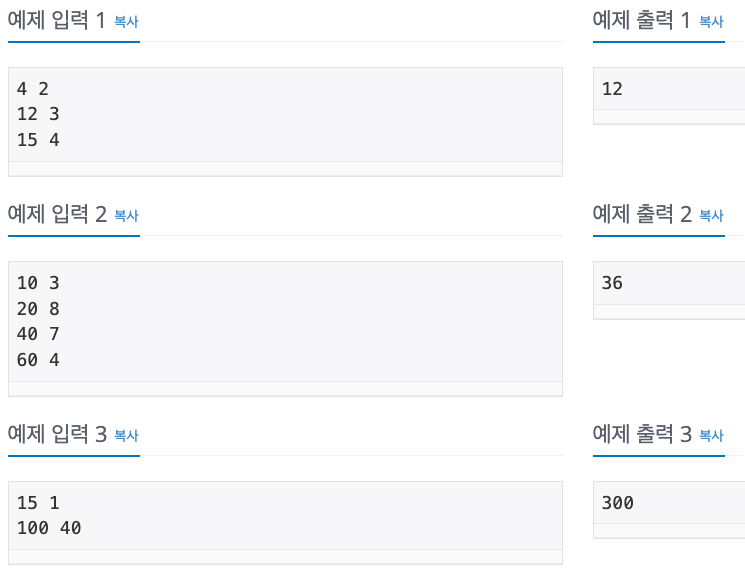 예제 입력 1 복사
4 2
12 3
15 4
예제 출력 1 복사
12
예제 입력 2 복사
10 3
20 8
40 7
60 4
예제 출력 2 복사
36
예제 입력 3 복사
15 1
100 40
예제 출력 3 복사
300